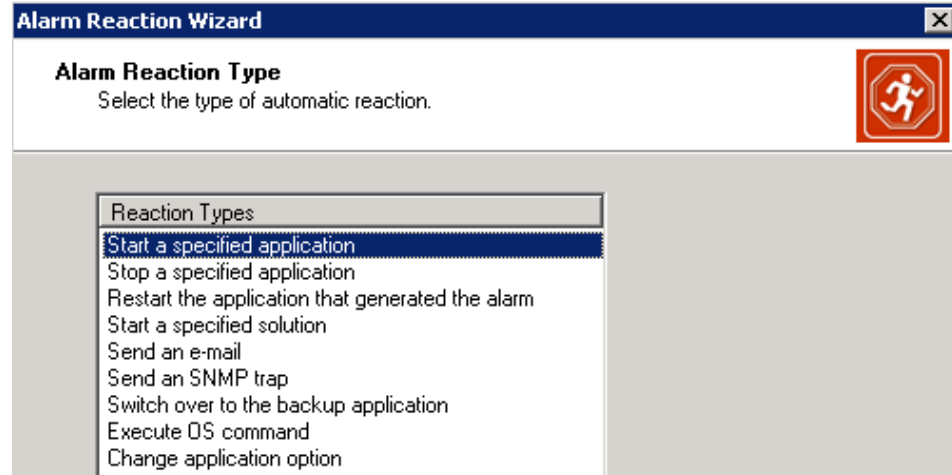 Alarm Reaction Wizard
Alarm Reaction Type
Select the type of automatic reaction.
Reaction Types
Start a specified application
Stop a specified application
Restart the application that generated the alarm
Start a specified solution
Send an e-mail
Send an SNMP trap
Switch over to the backup application
Execute OS command
Change application option